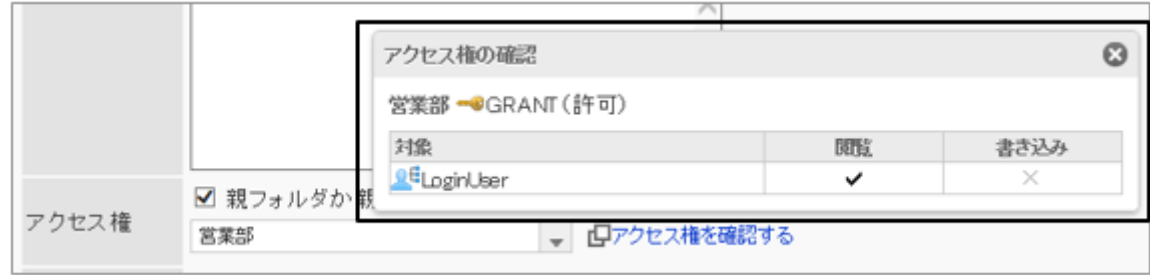 アクセス権の確認
営業部 GRANT(許可)
対象 閲覧 書き込み
LoginUser
アクセス権
親フォルダか 親
営業部
アクセス権を確認する